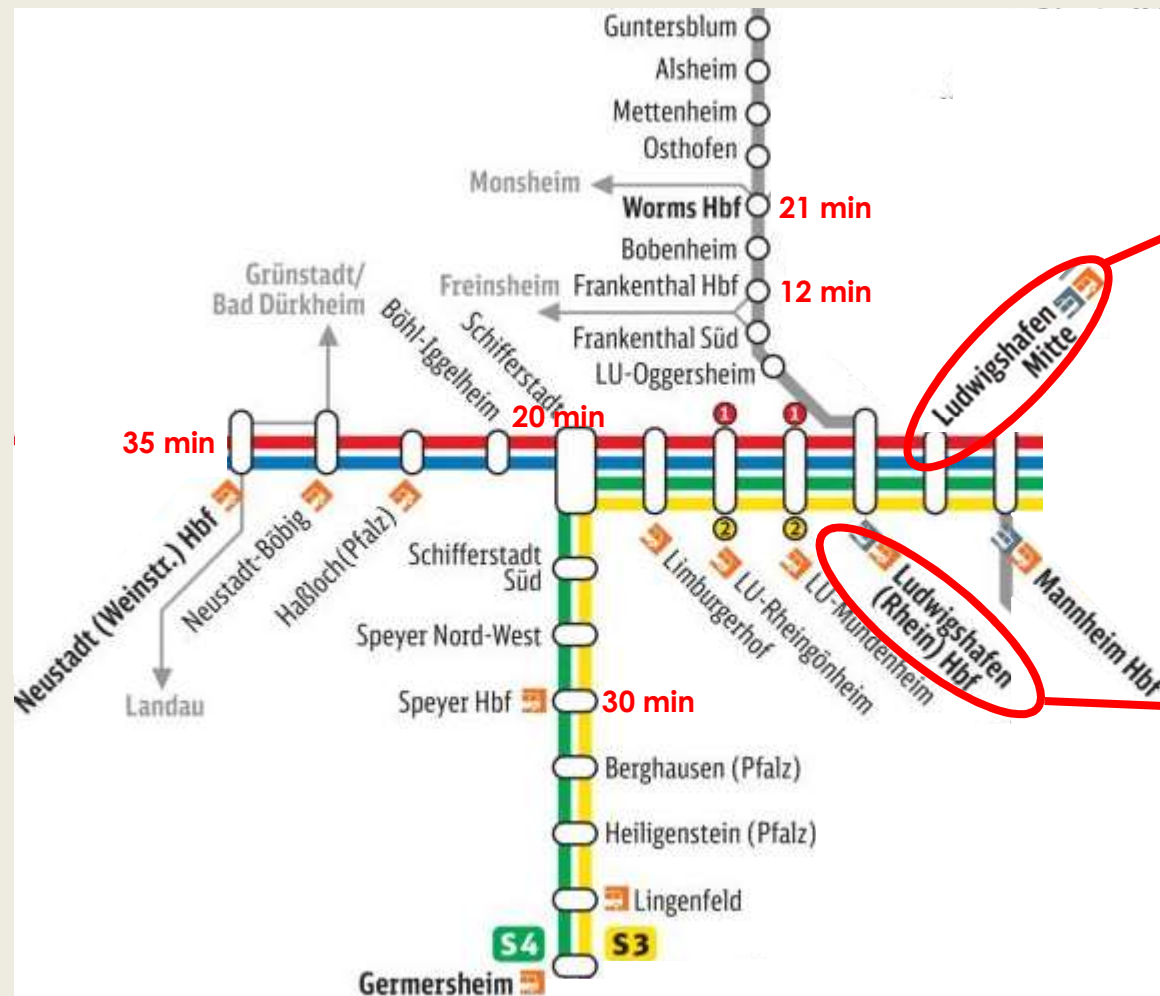 Guntersblum
Alsheim
Mettenheim
Osthofen
Monsheim
Worms Hbf
21 min
Bobenheim
Grünstadt/
Bad Dürkheim
Freinsheim
Frankenthal Hbf
12 min
Frankenthal Süd
LU-Oggersheim
Böhl-Iggelheim
Schifferstadt
Ludwigshafen
Mitte
20 min
1
1
35 min
2
2
Neustadt (Weinstr.) Hbf
Neustadt-Böbig
Haßloch(Pfalz)
Limburgerhof
LU-Rheingönheim
LU-Mundenheim
Ludwigshafen
(Rhein) Hbf
Mannheim Hbf
Landau
Schifferstadt
Süd
Speyer Nord-West
Speyer Hbf
30 min
Berghausen (Pfalz)
Heiligenstein (Pfalz)
Lingenfeld
S4
S3
Germersheim